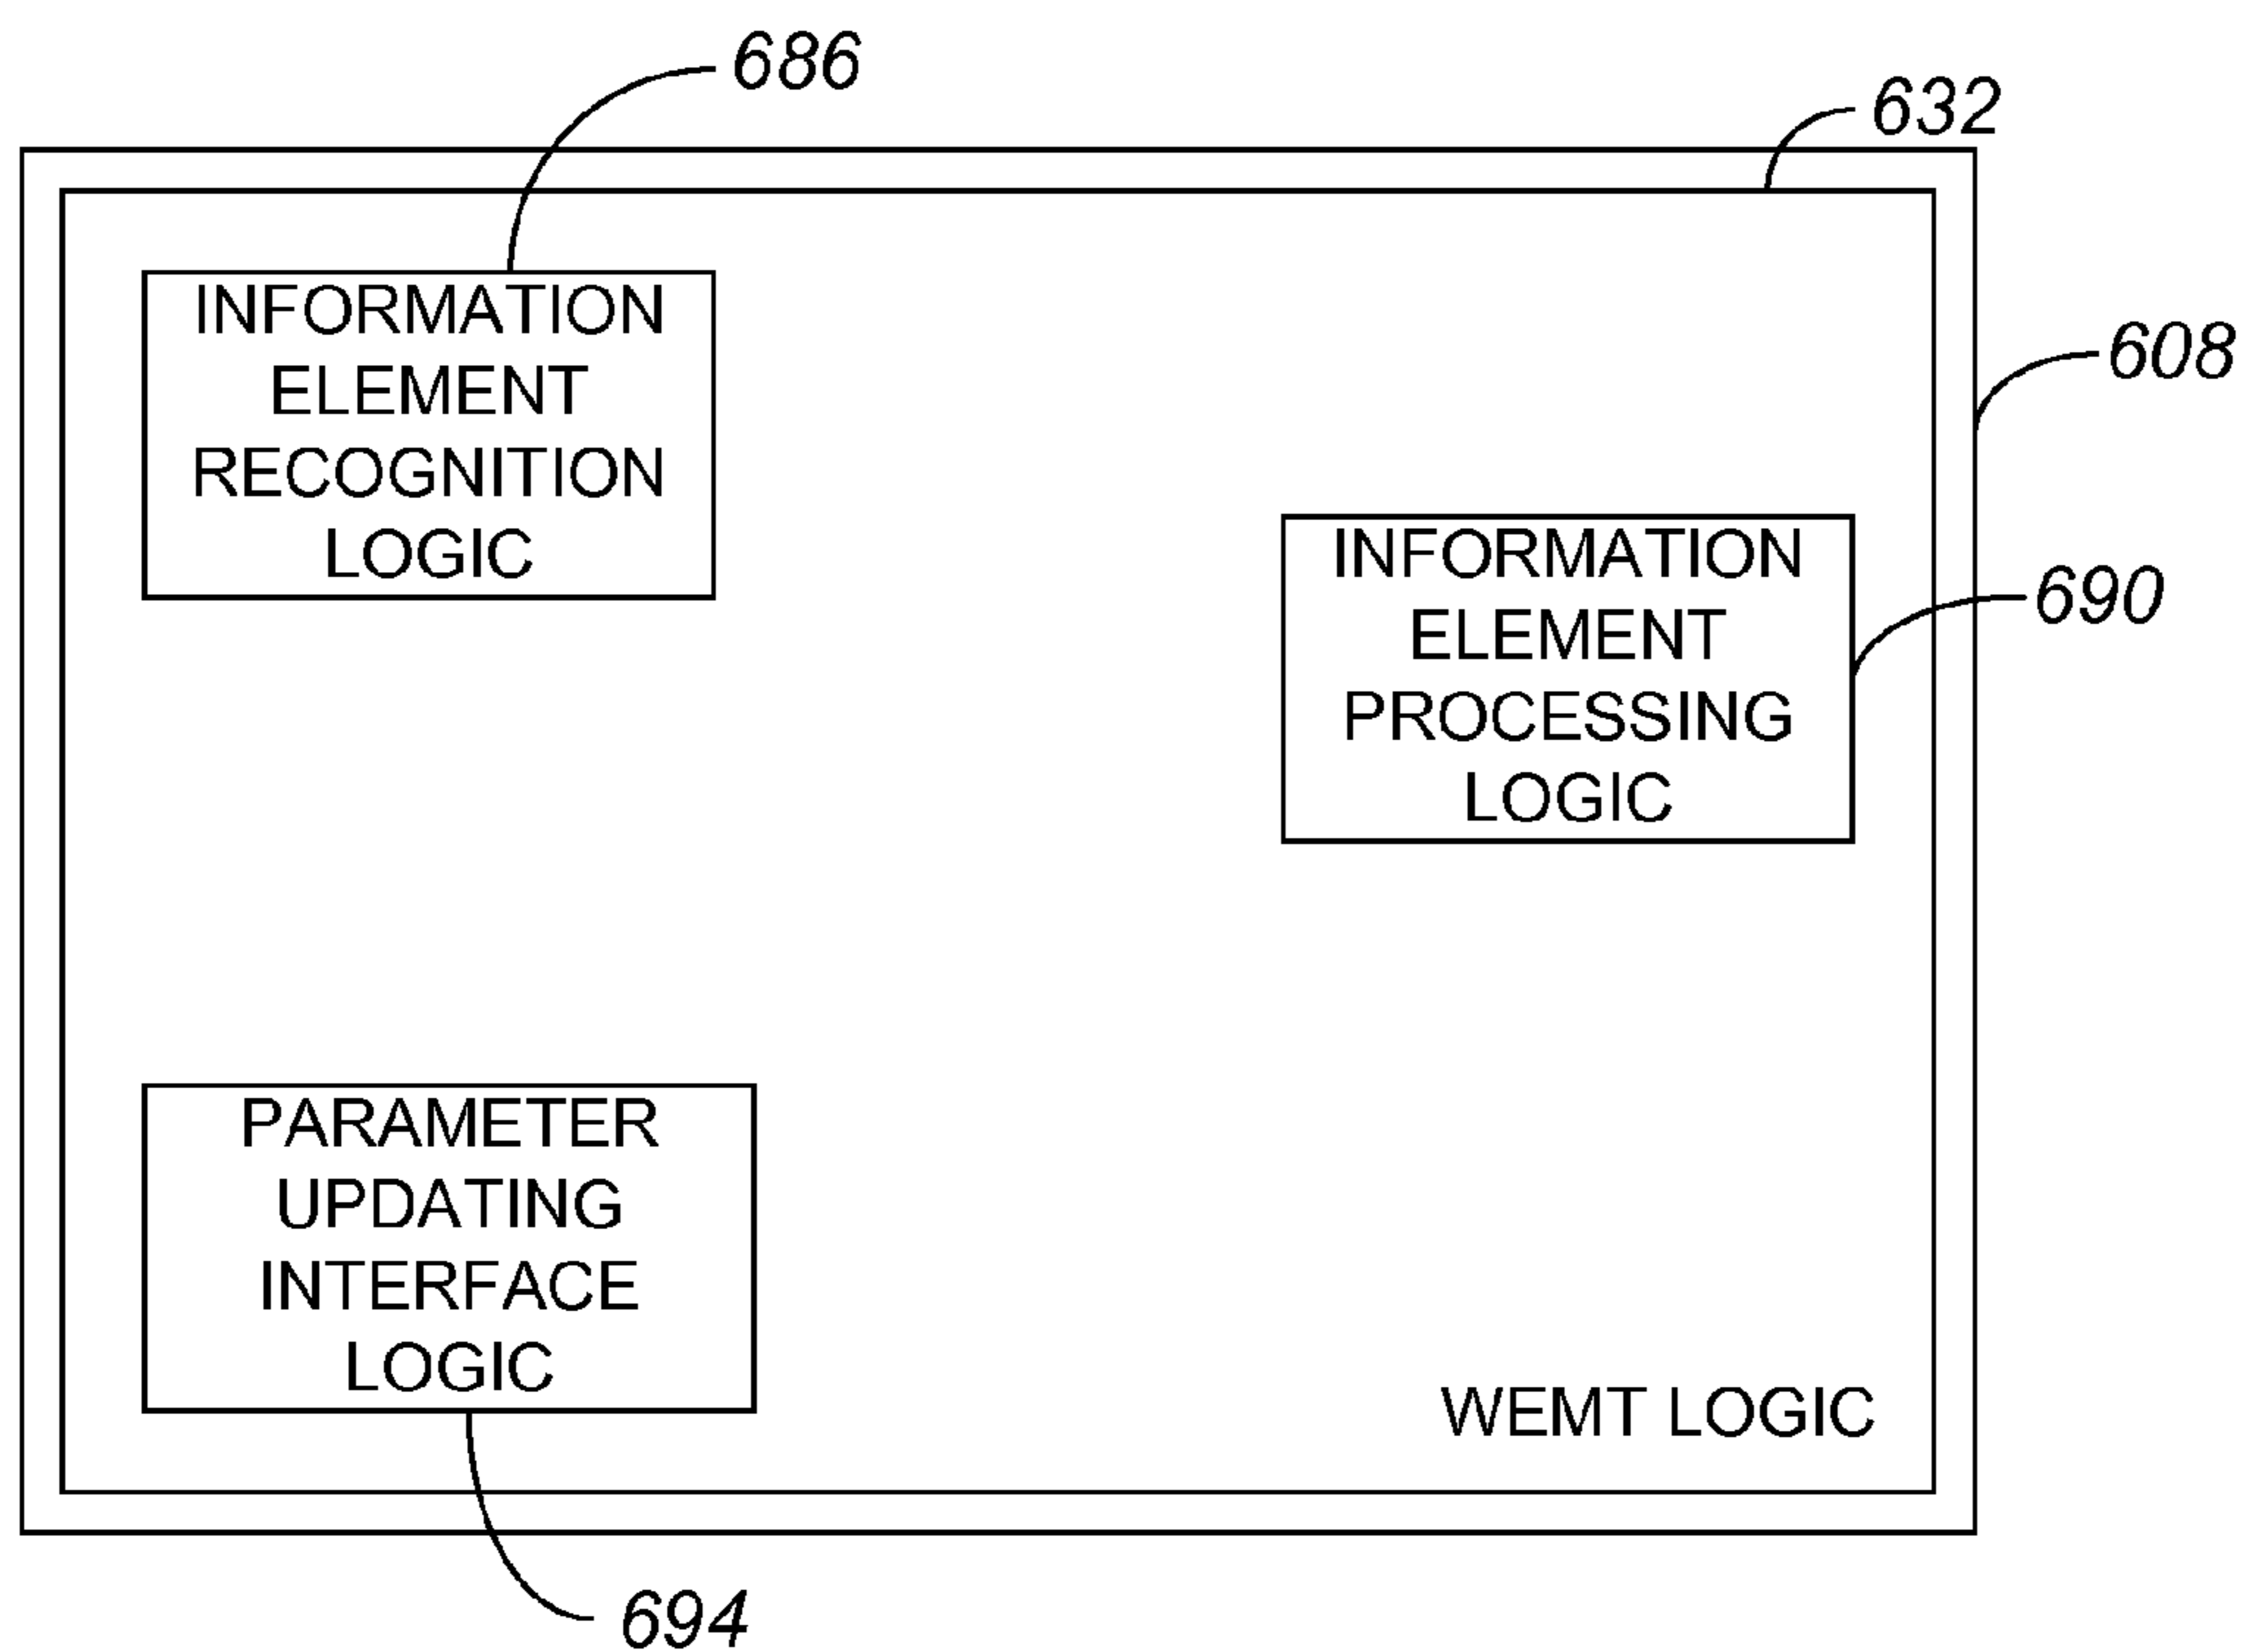 686
632
INFORMATION
ELEMENT
RECOGNITION
LOGIC
608
INFORMATION
ELEMENT
PROCESSING
LOGIC
690
PARAMETER
UPDATING
INTERFACE
LOGIC
WEMT LOGIC
694